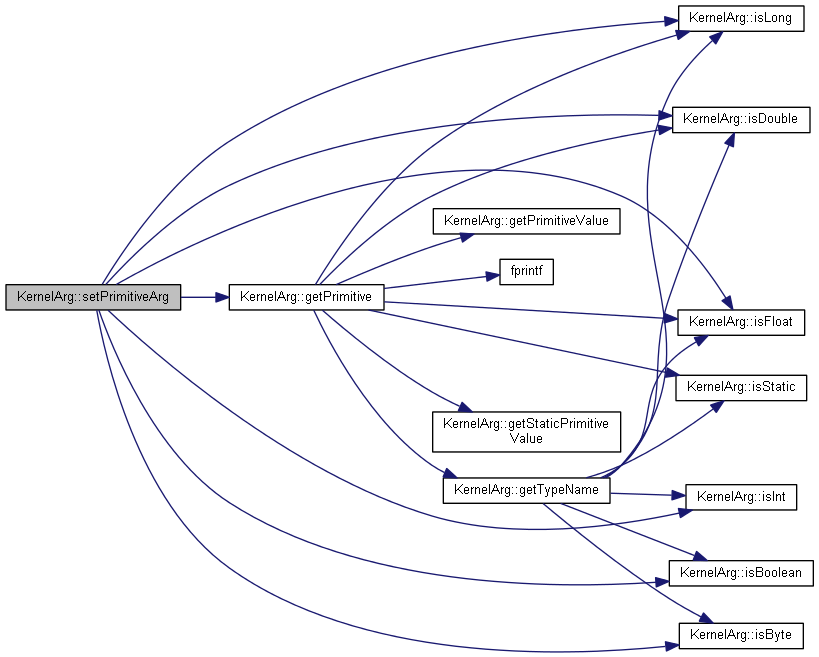 KernelArg::isLong
KernelArg::isDouble
KernelArg::getPrimitiveValue
fprintf
KernelArg::setPrimitiveArg
KernelArg::getPrimitive
KernelArg::isFloat
KernelArg::isStatic
KernelArg::getStaticPrimitive
Value
KernelArg::getTypeName
KernelArg::isInt
KernelArg::isBoolean
KernelArg::isByte